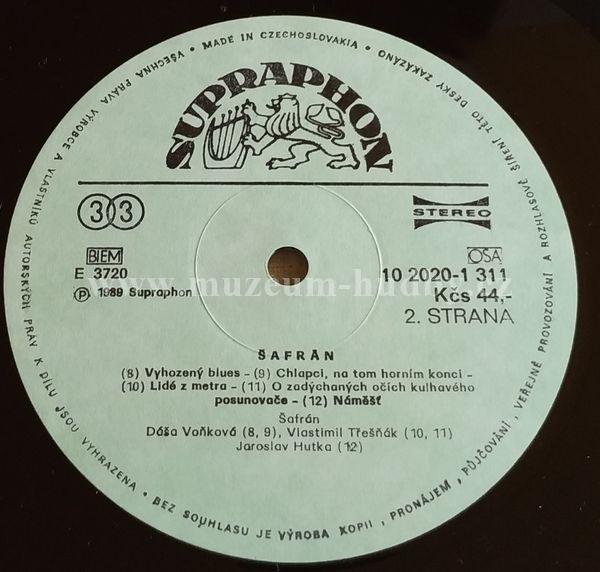 VŠECHNA PRÁVA VÝROBCE A VLASTNÍKŮ AUTORSKÝCH PRÁV K DÍLU JSOU VYHRAZENA • BEZ SOUHLASU JE VÝROBA KOPIÍ, PRONÁJEM, PŮJČOVÁNÍ, VEŘEJNÉ PROVOZOVÁNÍ A ROZHLASOVÉ ŠÍŘENÍ TÉTO DESKY ZAKÁZÁNO • MADE IN CZECHOSLOVAKIA •
SUPRAPHON
33
STEREO
BIEM
OSA
E 3720
10 2020-1 311
www.muzeum-hudby.cz
Ⓟ 1989 Supraphon
Kčs 44,-
2. STRANA
ŠAFRÁN
(8) Vyhozený blues – (9) Chlapci, na tom horním konci –
(10) Lidé z metra – (11) O zadýchaných očích kulhavého
posunovače – (12) Náměšť
Šafrán
Dáša Voňková (8, 9), Vlastimil Třešňák (10, 11)
Jaroslav Hutka (12)